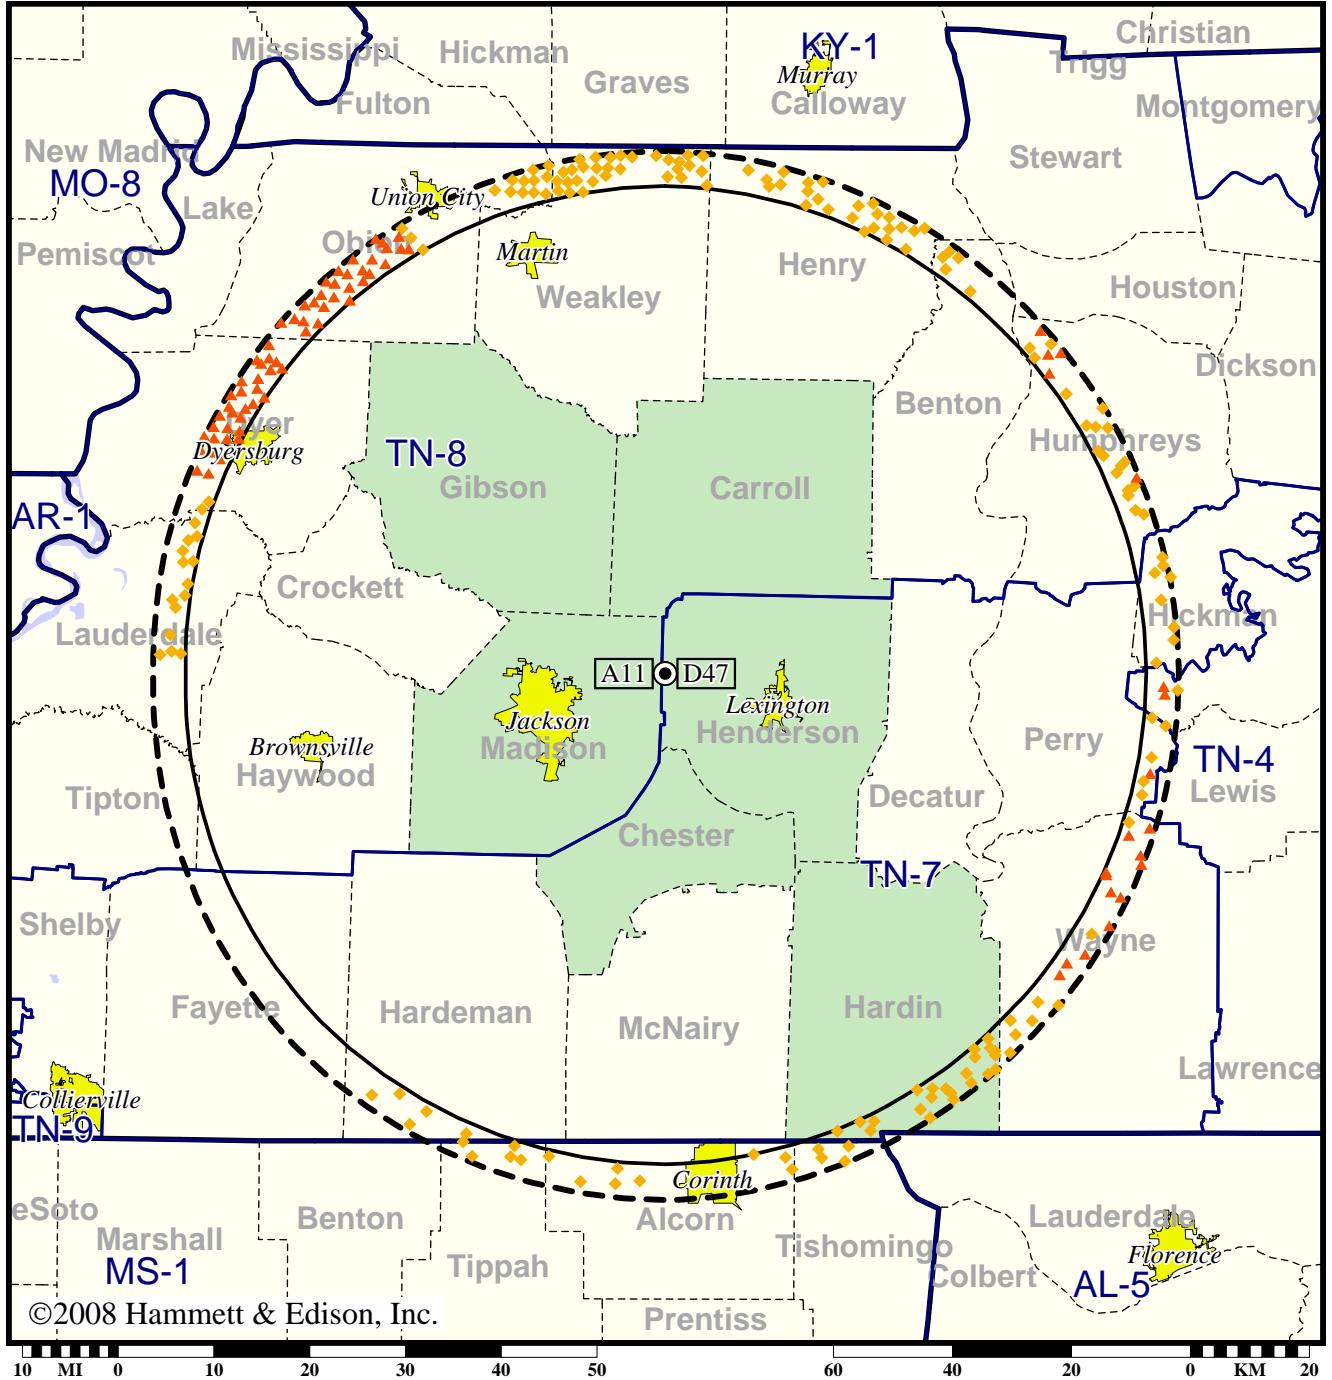 Christian
Mississippi
Hickman
KY-1
Trigg
Graves
Murray
Fulton
Calloway
Montgomery
New Madrid
Stewart
MO-8
Union City
Lake
Obion
Pemiscot
Martin
Henry
Houston
Weakley
Dickson
Benton
Dyer
Humphreys
Dyersburg
TN-8
Gibson
Carroll
AR-1
Crockett
Hickman
Lauderdale
A11
D47
Lexington
Jackson
Henderson
Madison
Brownsville
Haywood
Perry
TN-4
Tipton
Decatur
Lewis
Chester
TN-7
Shelby
Wayne
Fayette
Hardeman
McNairy
Hardin
Lawrence
Collierville
TN-9
Corinth
eSoto
Marshall
Benton
Alcorn
Lauderdale
Tishomingo
Florence
MS-1
Tippah
Colbert
AL-5
©2008 Hammett & Edison, Inc.
Prentiss
10 MI 0 10 20 30 40 50 60 40 20 0 KM 20